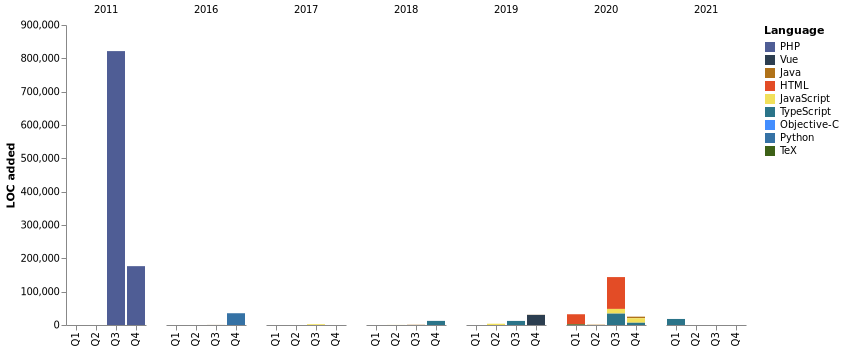 2011 2016 2017 2018 2019 2020 2021
900,000
800,000
700,000
600,000
500,000
400,000
300,000
200,000
100,000
0
LOC added
Q1 Q2 Q3 Q4 Q1 Q2 Q3 Q4 Q1 Q2 Q3 Q4 Q1 Q2 Q3 Q4 Q1 Q2 Q3 Q4 Q1 Q2 Q3 Q4 Q1 Q2 Q3 Q4
Language
PHP
Vue
Java
HTML
JavaScript
TypeScript
Objective-C
Python
TeX